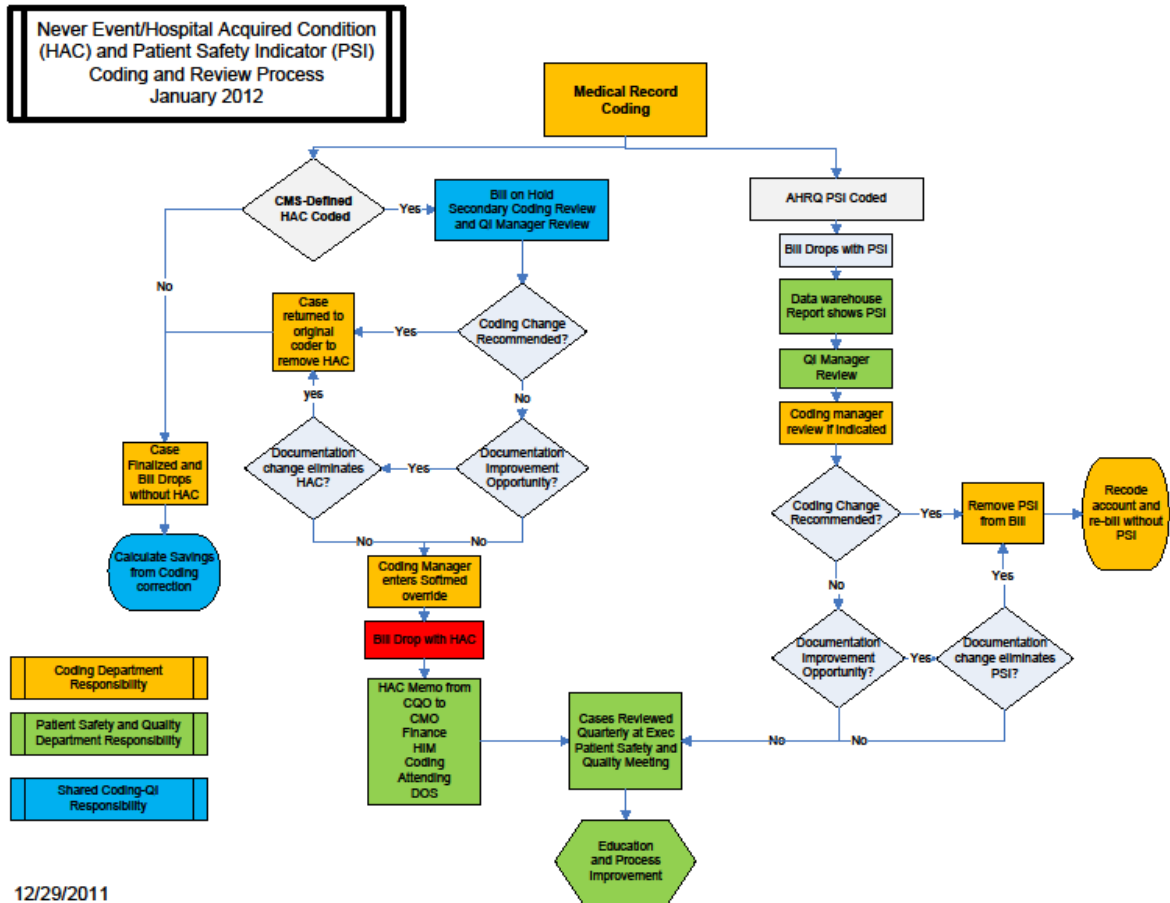 Never Event/Hospital Acquired Condition
(HAC) and Patient Safety Indicator (PSI)
Coding and Review Process
January 2012
Medical Record
Coding
CMS-Defined
HAC Coded
Yes
Bill on Hold
Secondary Coding Review
and QI Manager Review
AHRQ PSI Coded
Bill Drops with PSI
No
Case
returned to
original
coder to
remove HAC
Yes
Coding Change
Recommended?
Data warehouse
Report shows PSI
QI Manager
Review
yes
No
Coding manager
review if indicated
Case
Finalized and
Bill Drops
without HAC
Documentation
change eliminates
HAC?
Yes
Documentation
Improvement
Opportunity?
Coding Change
Recommended?
Yes
Remove PSI
from Bill
Recode
account and
re-bill without
PSI
No
No
Calculate Savings
from Coding
correction
Coding Manager
enters Softmed
override
No
Yes
Bill Drop with HAC
Documentation
Improvement
Opportunity?
Yes
Documentation
change eliminates
PSI?
Coding Department
Responsibility
HAC Memo from
CQO to
CMO
Finance
HIM
Coding
Attending
DOS
Cases Reviewed
Quarterly at Exec
Patient Safety and
Quality Meeting
No
No
Patient Safety and Quality
Department Responsibility
Shared Coding-QI
Responsibility
Education
and Process
Improvement
12/29/2011